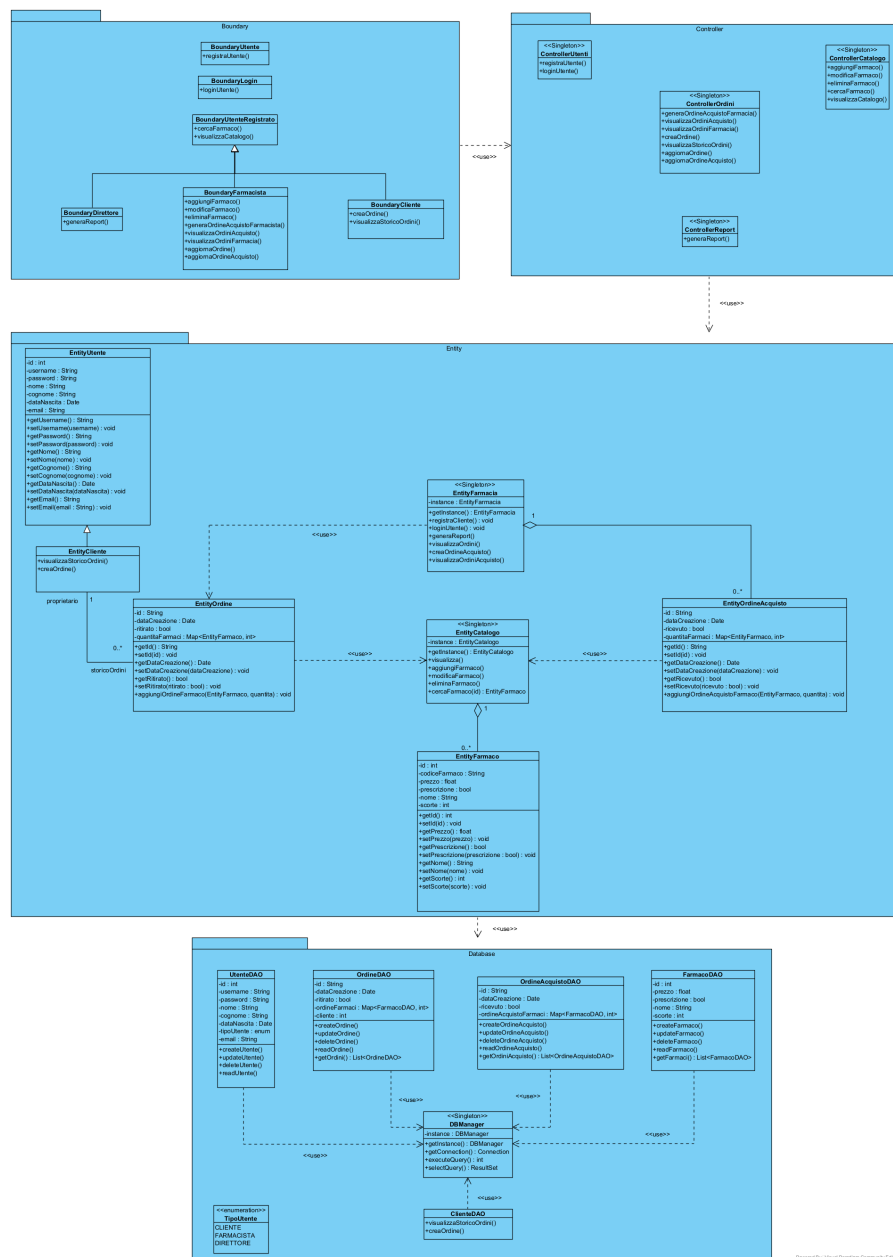 Boundary
BoundaryUtente
+registraUtente()
BoundaryLogin
+loginUtente()
BoundaryUtenteRegistrato
+cercaFarmaco()
+visualizzaCatalogo()
BoundaryDirettore
+generaReport()
BoundaryFarmacista
+aggiungiFarmaco()
+modificaFarmaco()
+eliminaFarmaco()
+generaOrdineAcquistoFarmacista()
+visualizzaOrdiniAcquisto()
+visualizzaOrdiniFarmacia()
+aggiornaOrdine()
+aggiornaOrdineAcquisto()
BoundaryCliente
+creaOrdine()
+visualizzaStoricoOrdini()
<<use>>
Controller
<<Singleton>>
ControllerUtenti
+registraUtente()
+loginUtente()
<<Singleton>>
ControllerCatalogo
+aggiungiFarmaco()
+modificaFarmaco()
+eliminaFarmaco()
+cercaFarmaco()
+visualizzaCatalogo()
<<Singleton>>
ControllerOrdini
+generaOrdineAcquistoFarmacia()
+visualizzaOrdiniAcquisto()
+visualizzaOrdiniFarmacia()
+creaOrdine()
+visualizzaStoricoOrdini()
+aggiornaOrdine()
+aggiornaOrdineAcquisto()
<<Singleton>>
ControllerReport
+generaReport()
<<use>>
Entity
EntityUtente
-id : int
-username : String
-password : String
-nome : String
-cognome : String
-dataNascita : Date
-email : String
+getUsername() : String
+setUsername(username) : void
+getPassword() : String
+setPassword(password) : void
+getNome() : String
+setNome(nome) : void
+getCognome() : String
+setCognome(cognome) : void
+getDataNascita() : Date
+setDataNascita(dataNascita) : void
+getEmail() : String
+setEmail(email : String) : void
EntityCliente
+visualizzaStoricoOrdini()
+creaOrdine()
proprietario
1
0..*
storicoOrdini
<<Singleton>>
EntityFarmacia
-instance : EntityFarmacia
+getInstance() : EntityFarmacia
+registraCliente() : void
+loginUtente() : void
+generaReport()
+visualizzaOrdini()
+creaOrdineAcquisto()
+visualizzaOrdiniAcquisto()
<<use>>
1
0..*
EntityOrdine
-id : String
-dataCreazione : Date
-ritirato : bool
-quantitaFarmaci : Map<EntityFarmaco, int>
+getId() : String
+setId(id) : void
+getDataCreazione() : Date
+setDataCreazione(dataCreazione) : void
+getRitirato() : bool
+setRitirato(ritirato : bool) : void
+aggiungiOrdineFarmaco(EntityFarmaco, quantita) : void
<<use>>
<<Singleton>>
EntityCatalogo
-instance : EntityCatalogo
+getInstance() : EntityCatalogo
+visualizza()
+aggiungiFarmaco()
+modificaFarmaco()
+eliminaFarmaco()
+cercaFarmaco(id) : EntityFarmaco
<<use>>
EntityOrdineAcquisto
-id : String
-dataCreazione : Date
-ricevuto : bool
-quantitaFarmaci : Map<EntityFarmaco, int>
+getId() : String
+setId(id) : void
+getDataCreazione() : Date
+setDataCreazione(dataCreazione) : void
+getRicevuto() : bool
+setRicevuto(ricevuto : bool) : void
+aggiungiOrdineAcquistoFarmaco(EntityFarmaco, quantita) : void
1
0..*
EntityFarmaco
-id : int
-codiceFarmaco : String
-prezzo : float
-prescrizione : bool
-nome : String
-scorte : int
+getId() : int
+setId(id) : void
+getPrezzo() : float
+setPrezzo(prezzo) : void
+getPrescrizione() : bool
+setPrescrizione(prescrizione : bool) : void
+getNome() : String
+setNome(nome) : void
+getScorte() : int
+setScorte(scorte) : void
<<use>>
Database
UtenteDAO
-id : int
-username : String
-password : String
-nome : String
-cognome : String
-dataNascita : Date
-tipoUtente : enum
-email : String
+createUtente()
+updateUtente()
+deleteUtente()
+readUtente()
OrdineDAO
-id : String
-dataCreazione : Date
-ritirato : bool
-ordineFarmaci : Map<FarmacoDAO, int>
-cliente : int
+createOrdine()
+updateOrdine()
+deleteOrdine()
+readOrdine()
+getOrdini() : List<OrdineDAO>
OrdineAcquistoDAO
-id : String
-dataCreazione : Date
-ricevuto : bool
-ordineAcquistoFarmaci : Map<FarmacoDAO, int>
+createOrdineAcquisto()
+updateOrdineAcquisto()
+deleteOrdineAcquisto()
+readOrdineAcquisto()
+getOrdiniAcquisto() : List<OrdineAcquistoDAO>
FarmacoDAO
-id : int
-prezzo : float
-prescrizione : bool
-nome : String
-scorte : int
+createFarmaco()
+updateFarmaco()
+deleteFarmaco()
+readFarmaco()
+getFarmaci() : List<FarmacoDAO>
<<use>>
<<use>>
<<use>>
<<use>>
<<Singleton>>
DBManager
-instance : DBManager
+getInstance() : DBManager
+getConnection() : Connection
+executeQuery() : int
+selectQuery() : ResultSet
<<use>>
ClienteDAO
+visualizzaStoricoOrdini()
+creaOrdine()
<<enumeration>>
TipoUtente
CLIENTE
FARMACISTA
DIRETTORE